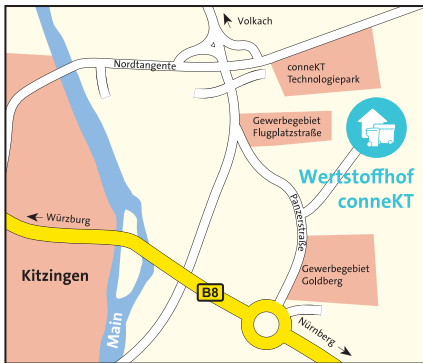 Volkach
Nordtangente
conneKT
Technologiepark
Gewerbegebiet
Flugplatzstraße
Wertstoffhof
conneKT
Panzerstraße
Würzburg
Kitzingen
Gewerbegebiet
Goldberg
B8
Main
Nürnberg